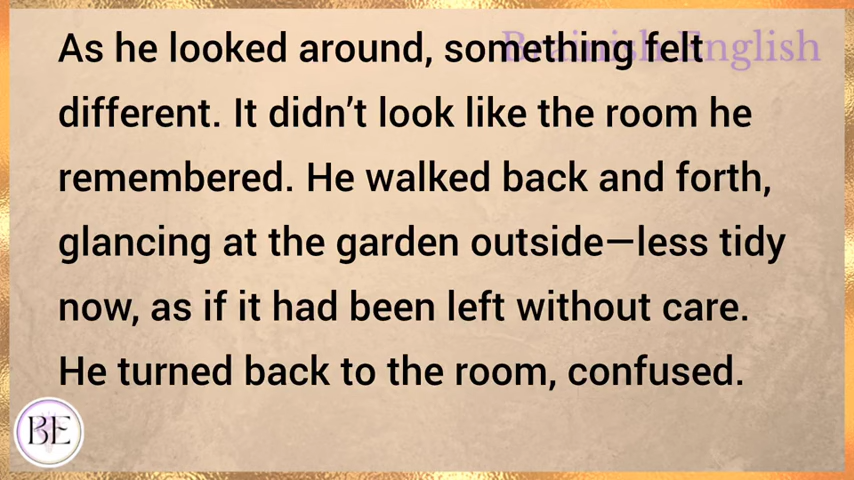 Brainish English
As he looked around, something felt
different. It didn’t look like the room he
remembered. He walked back and forth,
glancing at the garden outside—less tidy
now, as if it had been left without care.
He turned back to the room, confused.
BE